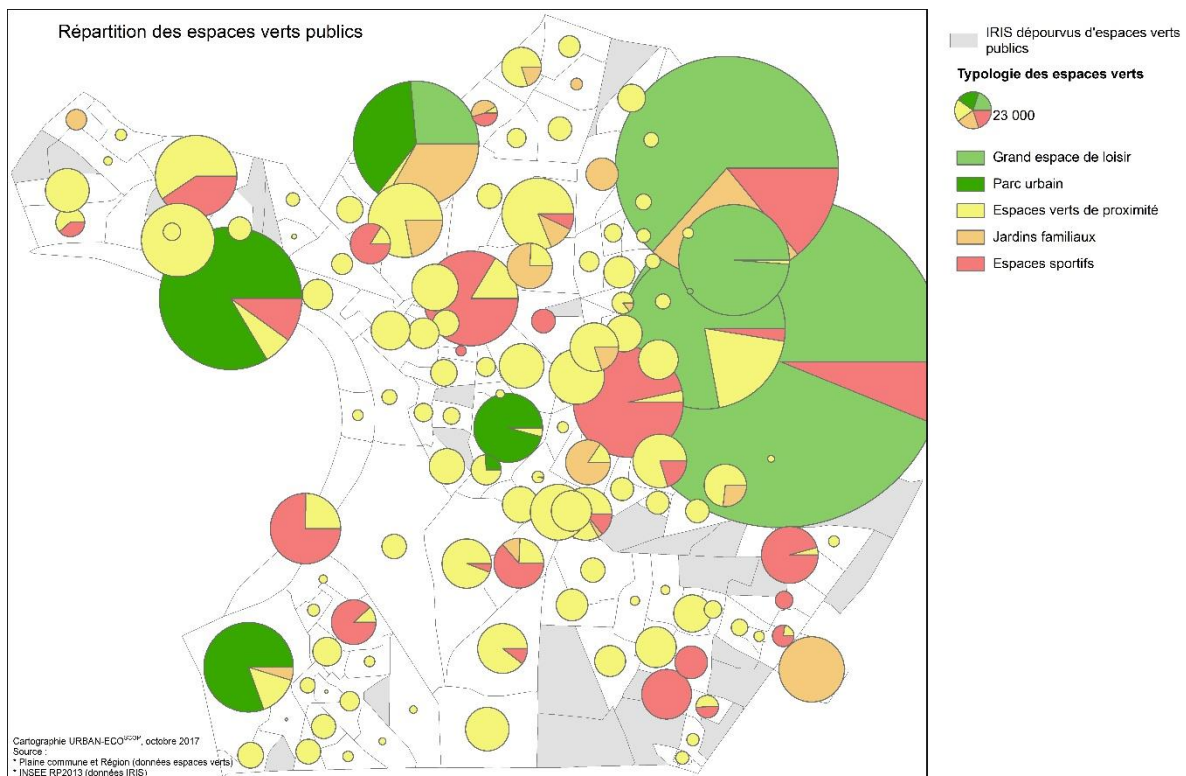 Répartition des espaces verts publics
IRIS dépourvus d'espaces verts
publics
Typologie des espaces verts
23 000
Grand espace de loisir
Parc urbain
Espaces verts de proximité
Jardins familiaux
Espaces sportifs
Cartographie URBAN-ECOSCOP, octobre 2017
Source :
* Plaine commune et Région (données espaces verts)
* INSEE RP2013 (données IRIS)